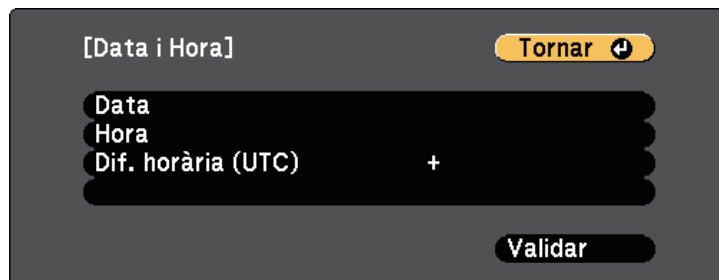 [Data i Hora]
Tornar
Data
Hora
Dif. horària (UTC) +
Validar